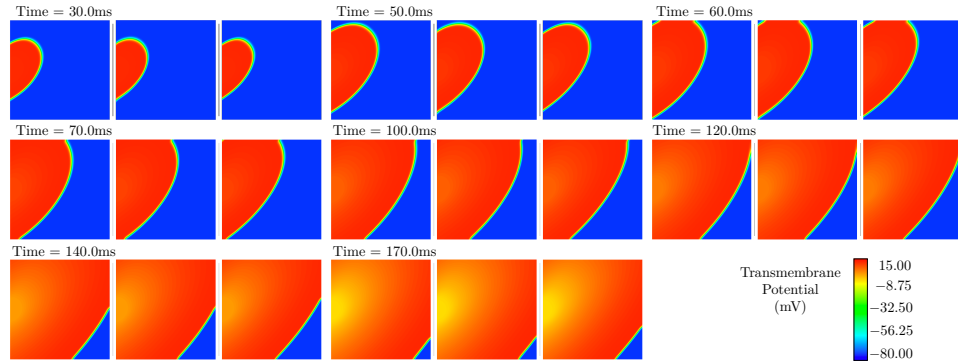 Time = 30.0ms
Time = 50.0ms
Time = 60.0ms
Time = 70.0ms
Time = 100.0ms
Time = 120.0ms
Time = 140.0ms
Time = 170.0ms
Transmembrane
Potential
(mV)
15.00
−8.75
−32.50
−56.25
−80.00